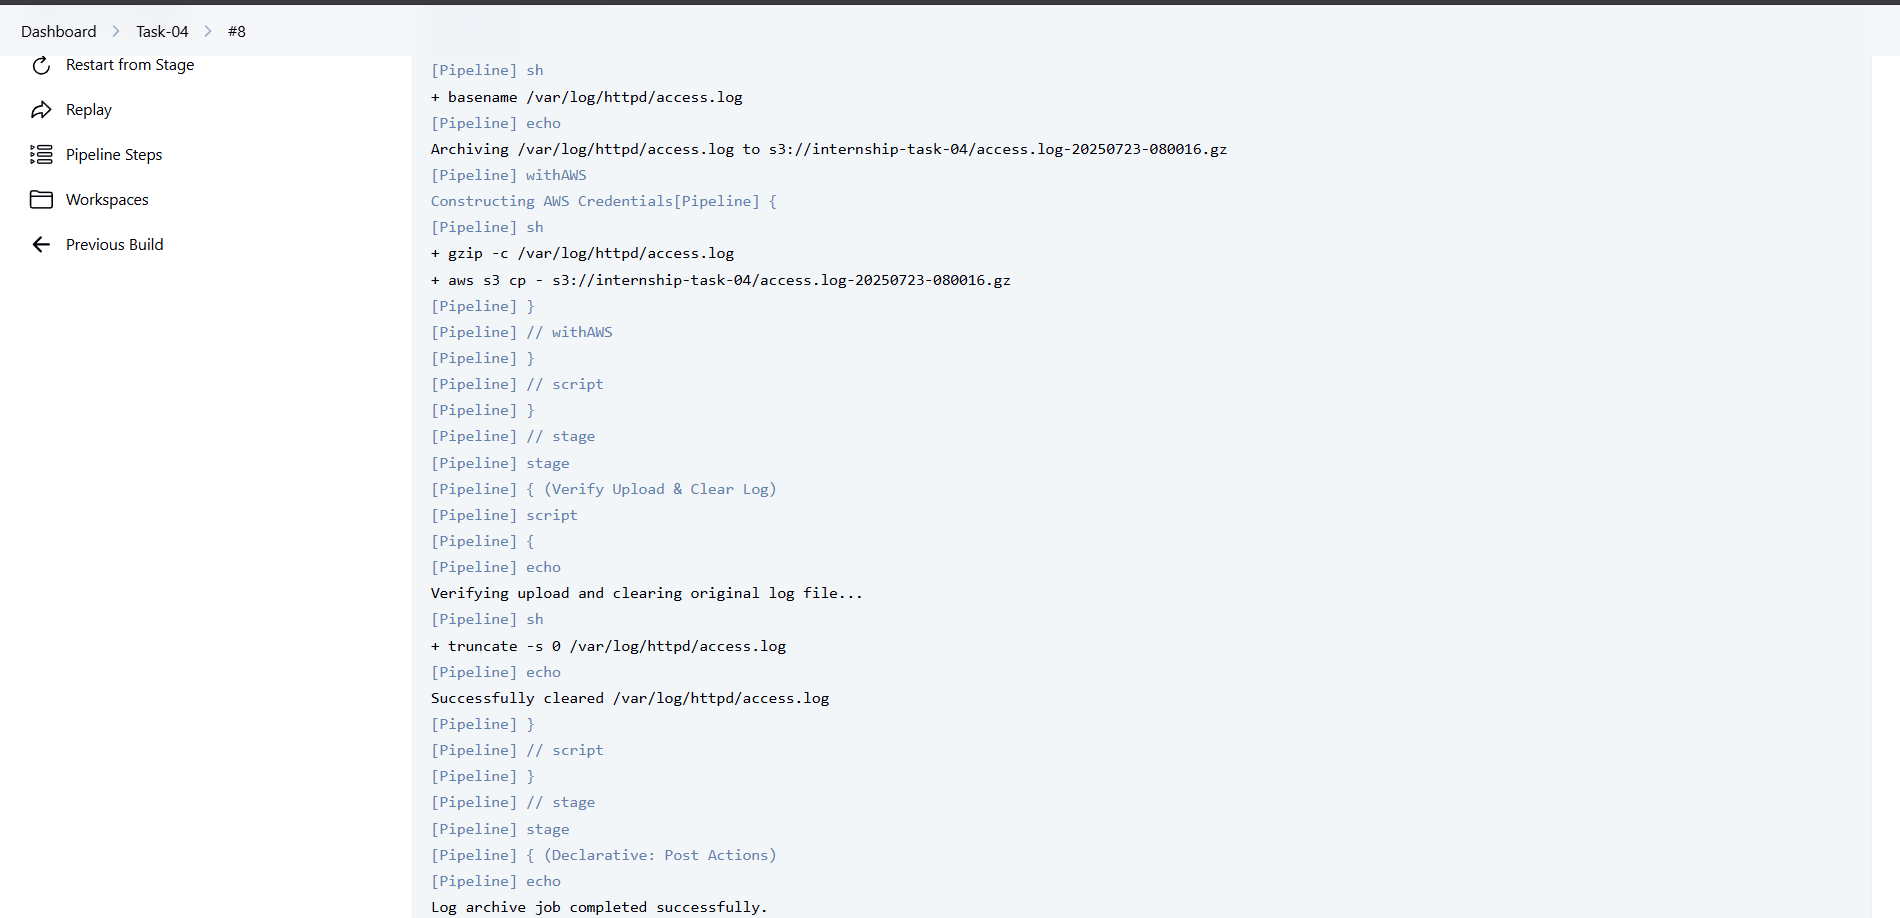 Dashboard > Task-04 > #8
Restart from Stage
Replay
Pipeline Steps
Workspaces
Previous Build
[Pipeline] sh
+ basename /var/log/httpd/access.log
[Pipeline] echo
Archiving /var/log/httpd/access.log to s3://internship-task-04/access.log-20250723-080016.gz
[Pipeline] withAWS
Constructing AWS Credentials[Pipeline] {
[Pipeline] sh
+ gzip -c /var/log/httpd/access.log
+ aws s3 cp - s3://internship-task-04/access.log-20250723-080016.gz
[Pipeline] }
[Pipeline] // withAWS
[Pipeline] }
[Pipeline] // script
[Pipeline] }
[Pipeline] // stage
[Pipeline] stage
[Pipeline] { (Verify Upload & Clear Log)
[Pipeline] script
[Pipeline] {
[Pipeline] echo
Verifying upload and clearing original log file...
[Pipeline] sh
+ truncate -s 0 /var/log/httpd/access.log
[Pipeline] echo
Successfully cleared /var/log/httpd/access.log
[Pipeline] }
[Pipeline] // script
[Pipeline] }
[Pipeline] // stage
[Pipeline] stage
[Pipeline] { (Declarative: Post Actions)
[Pipeline] echo
Log archive job completed successfully.